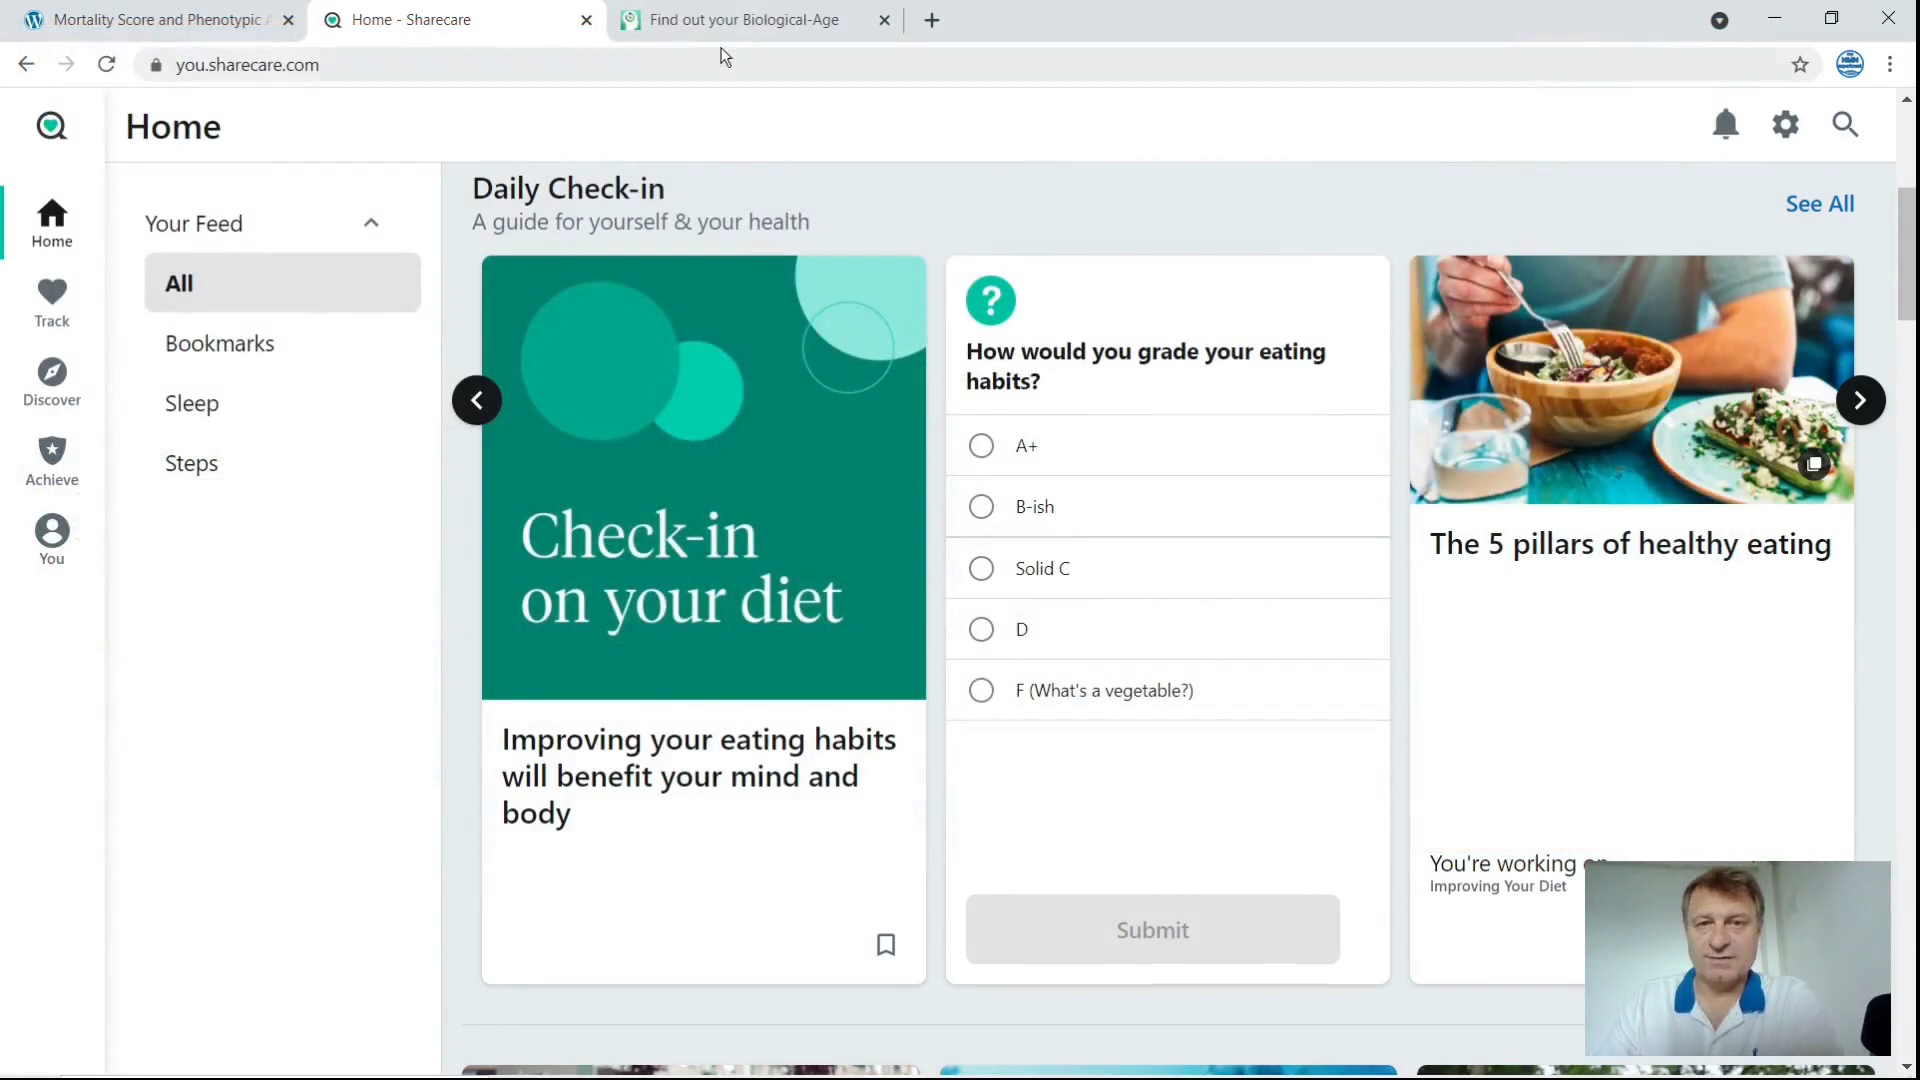 Mortality Score and Phenotypic
Home - Sharecare
Find out your Biological-Age
you.sharecare.com
Home
Home
Track
Discover
Achieve
You
Your Feed
All
Bookmarks
Sleep
Steps
Daily Check-in
A guide for yourself & your health
See All
Check-in
on your diet
Improving your eating habits
will benefit your mind and
body
?
How would you grade your eating
habits?
A+
B-ish
Solid C
D
F (What's a vegetable?)
Submit
The 5 pillars of healthy eating
You're working
Improving Your Diet